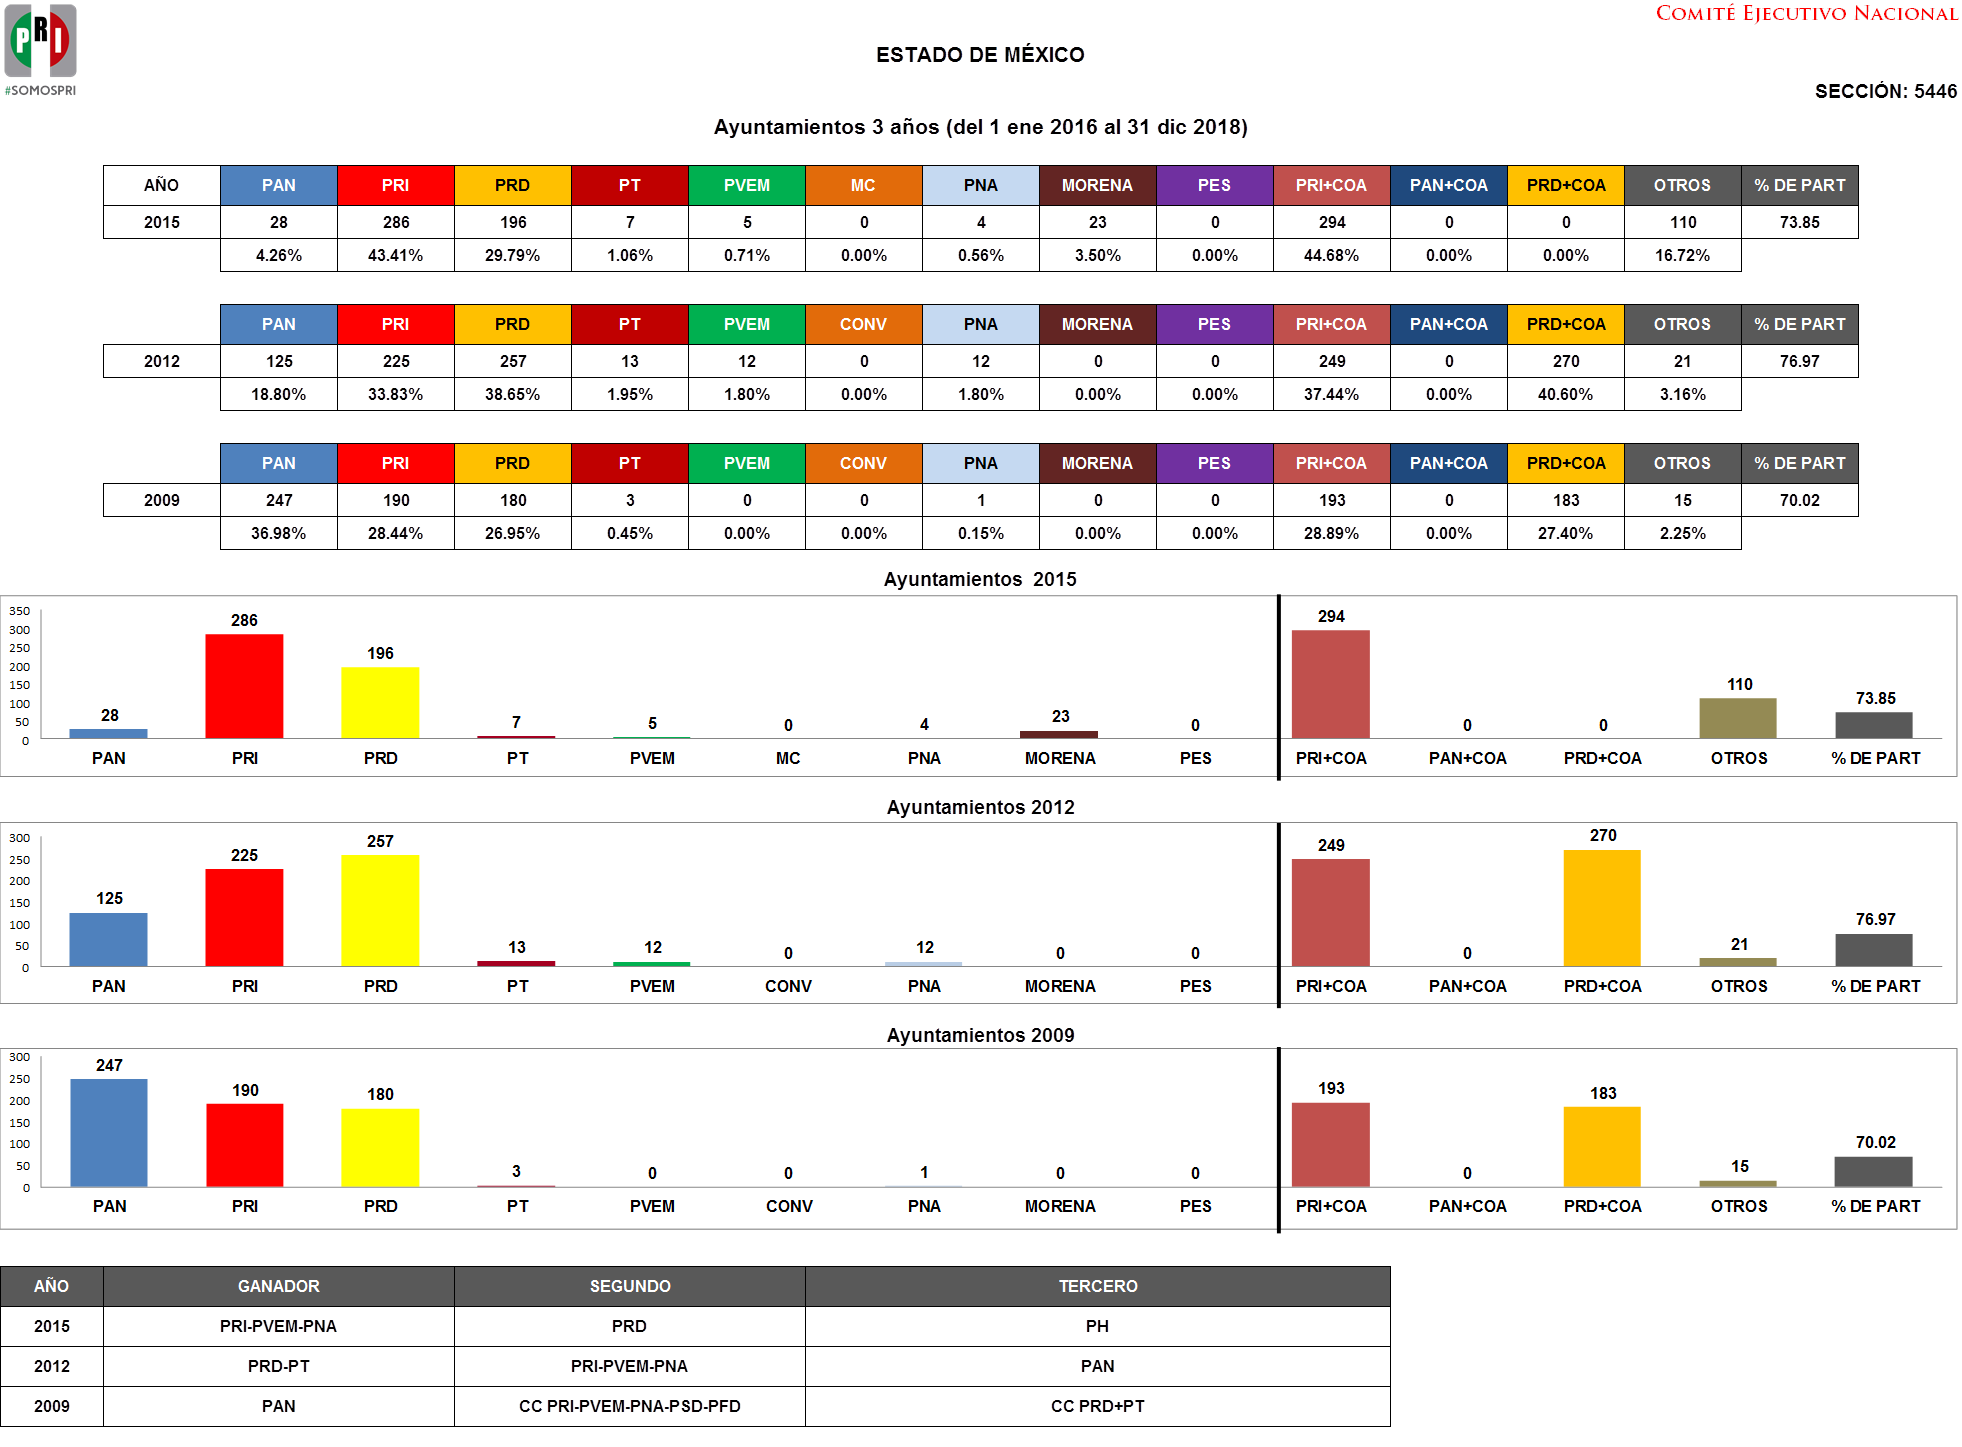 PRI
#SOMOSPRI
COMITÉ EJECUTIVO NACIONAL
ESTADO DE MÉXICO
SECCIÓN: 5446
Ayuntamientos 3 años (del 1 ene 2016 al 31 dic 2018)
AÑO PAN PRI PRD PT PVEM MC PNA MORENA PES PRI+COA PAN+COA PRD+COA OTROS % DE PART
2015 28 286 196 7 5 0 4 23 0 294 0 0 110 73.85
4.26% 43.41% 29.79% 1.06% 0.71% 0.00% 0.56% 3.50% 0.00% 44.68% 0.00% 0.00% 16.72%
PAN PRI PRD PT PVEM CONV PNA MORENA PES PRI+COA PAN+COA PRD+COA OTROS % DE PART
2012 125 225 257 13 12 0 12 0 0 249 0 270 21 76.97
18.80% 33.83% 38.65% 1.95% 1.80% 0.00% 1.80% 0.00% 0.00% 37.44% 0.00% 40.60% 3.16%
PAN PRI PRD PT PVEM CONV PNA MORENA PES PRI+COA PAN+COA PRD+COA OTROS % DE PART
2009 247 190 180 3 0 0 1 0 0 193 0 183 15 70.02
36.98% 28.44% 26.95% 0.45% 0.00% 0.00% 0.15% 0.00% 0.00% 28.89% 0.00% 27.40% 2.25%
Ayuntamientos 2015
350
300
250
200
150
100
50
0
28 286 196 7 5 0 4 23 0 294 0 0 110 73.85
PAN PRI PRD PT PVEM MC PNA MORENA PES PRI+COA PAN+COA PRD+COA OTROS % DE PART
Ayuntamientos 2012
300
250
200
150
100
50
0
125 225 257 13 12 0 12 0 0 249 0 270 21 76.97
PAN PRI PRD PT PVEM CONV PNA MORENA PES PRI+COA PAN+COA PRD+COA OTROS % DE PART
Ayuntamientos 2009
300
250
200
150
100
50
0
247 190 180 3 0 0 1 0 0 193 0 183 15 70.02
PAN PRI PRD PT PVEM CONV PNA MORENA PES PRI+COA PAN+COA PRD+COA OTROS % DE PART
AÑO GANADOR SEGUNDO TERCERO
2015 PRI-PVEM-PNA PRD PH
2012 PRD-PT PRI-PVEM-PNA PAN
2009 PAN CC PRI-PVEM-PNA-PSD-PFD CC PRD+PT